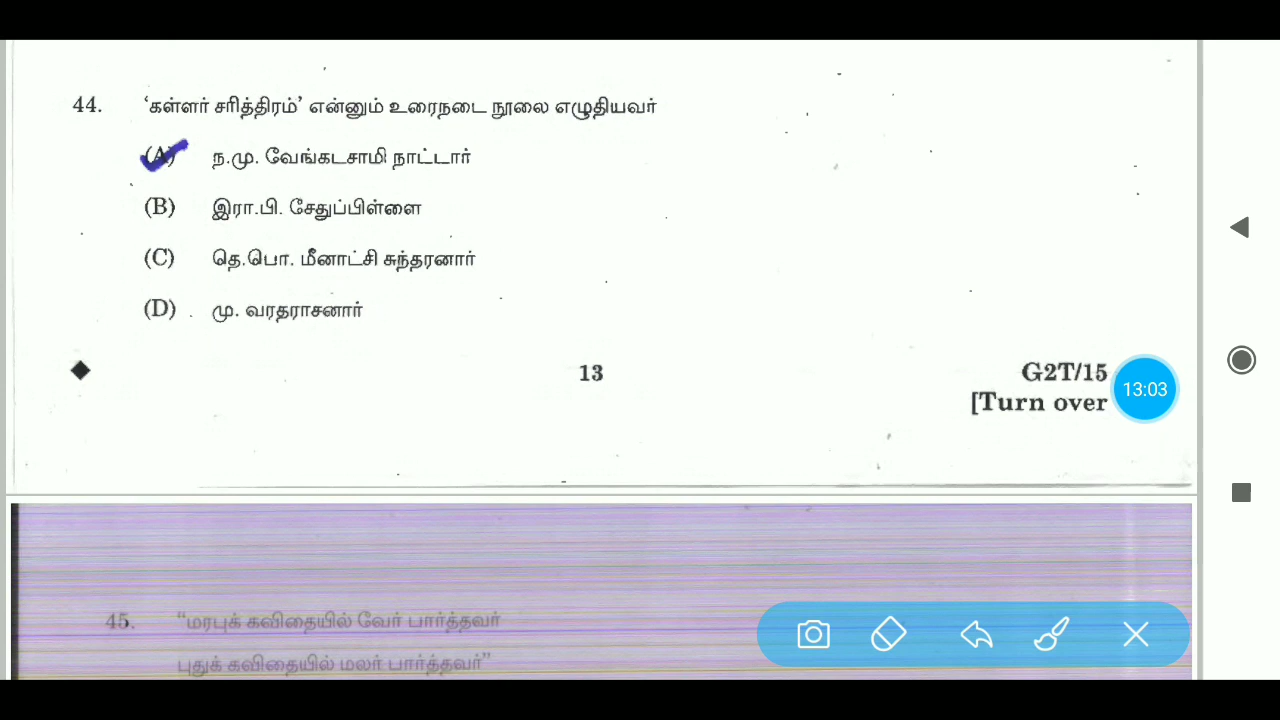 44. ‘கள்ளர் சரித்திரம்’ என்னும் உரைநடை நூலை எழுதியவர்
(A) ந.மு. வேங்கடசாமி நாட்டார்
(B) இரா.பி. சேதுப்பிள்ளை
(C) தெ.பொ. மீனாட்சி சுந்தரனார்
(D) மு. வரதராசனார்
13
G2T/15
[Turn over
13:03
45. “மரபுக் கவிதையில் வேர் பார்த்தவர்
புதுக் கவிதையில் மலர் பார்த்தவர்”